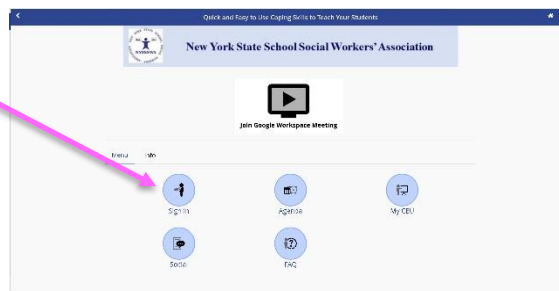 Quick and Easy to Use Coping Skills to Teach Your Students
New York State School Social Workers' Association
Join Google Workspace Meeting
Menu Info
Sign In Agenda My CEU
Social FAQ